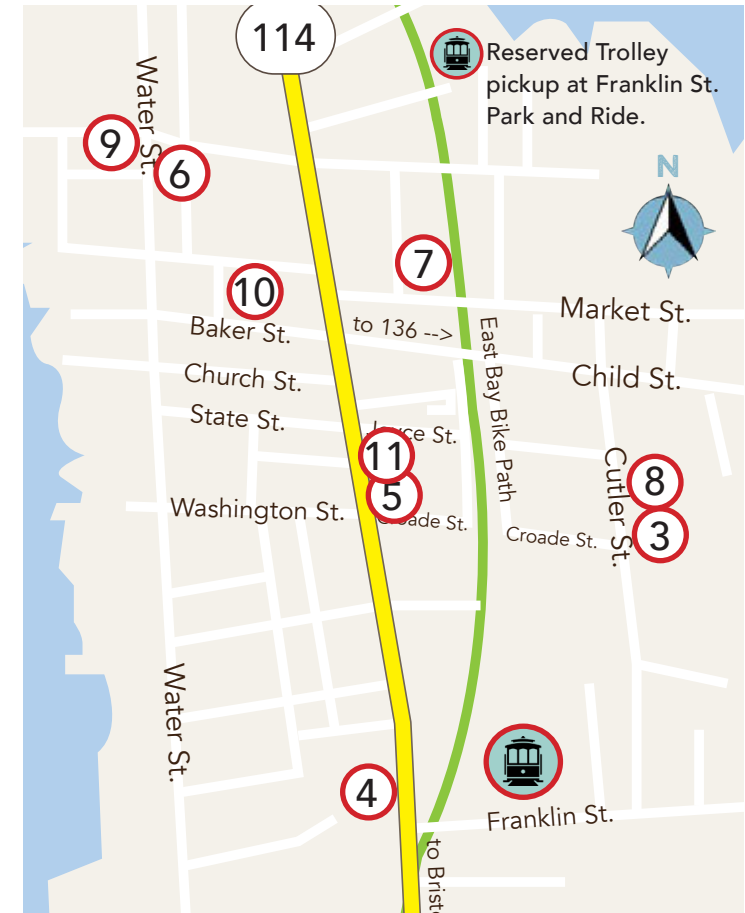 114
Reserved Trolley
pickup at Franklin St.
Park and Ride.
Water St.
9
6
N
7
10
Market St.
Baker St.
to 136 -->
East Bay Bike Path
Church St.
Child St.
State St.
St.
11
Cutler St.
8
5
Washington St.
St.
Croade St.
3
Water St.
4
Franklin St.
to